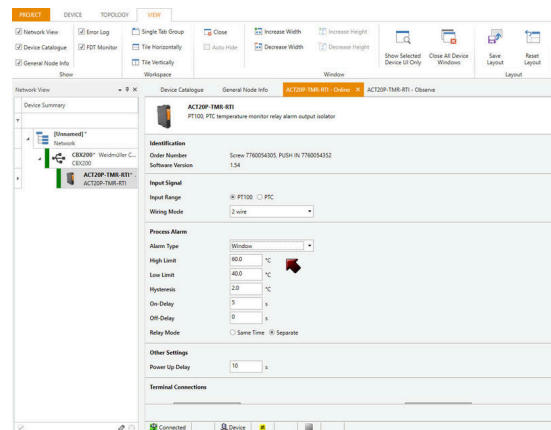 PROJECT DEVICE TOPOLOGY VIEW
Network View Error Log Single Tab Group Close Increase Width Increase Height
Device Catalogue FDT Monitor Tile Horizontally Auto Hide Decrease Width Decrease Height
General Node Info Tile Vertically
Show Selected Device UI Only
Close All Device Windows
Save Layout
Reset Layout
Show Workspace Window Layout
Network View
Device Catalogue General Node Info ACT20P-TMR-RTI - Online ACT20P-TMR-RTI - Observe
Device Summary
[Unnamed]*
Network
CBX200* Weidmüller C...
CBX200
ACT20P-TMR-RTI* .
ACT20P-TMR-RTI
ACT20P-TMR-RTI
PT100, PTC temperature monitor relay alarm output isolator
Identification
Order Number Screw 7760054305, PUSH IN 7760054352
Software Version 1.54
Input Signal
Input Range PT100 PTC
Wiring Mode 2 wire
Process Alarm
Alarm Type Window
High Limit 60.0 °C
Low Limit 40.0 °C
Hysteresis 2.0 °C
On-Delay 5 s
Off-Delay 0 s
Relay Mode Same Time Separate
Other Settings
Power Up Delay 10 s
Terminal Connections
Connected Device